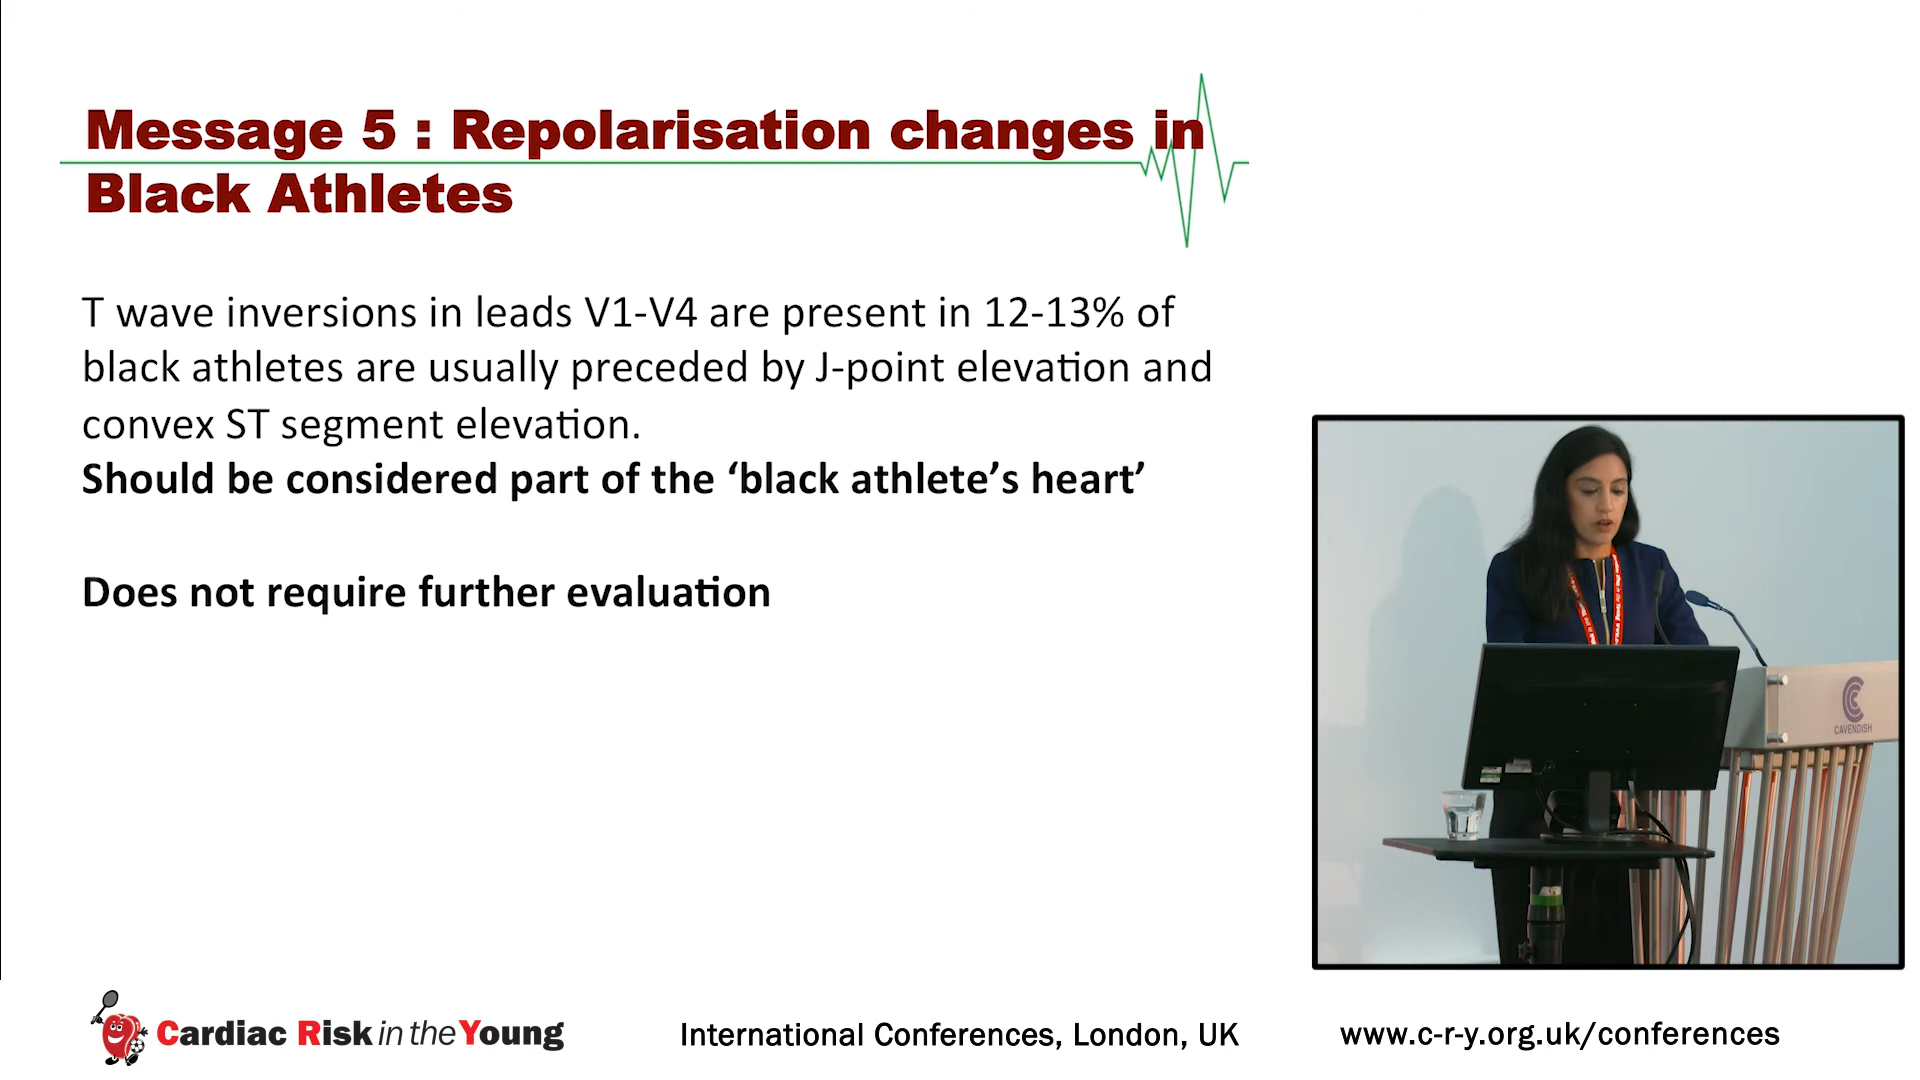 Message 5 : Repolarisation changes in
Black Athletes
T wave inversions in leads V1-V4 are present in 12-13% of
black athletes are usually preceded by J-point elevation and
convex ST segment elevation.
Should be considered part of the ‘black athlete’s heart’
Does not require further evaluation
CAVENDISH
Cardiac Risk in the Young
International Conferences, London, UK
www.c-r-y.org.uk/conferences